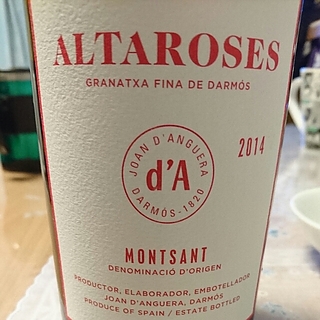 ALTAROSES
GRANATXA FINA DE DARMÓS
2014
JOAN D'ANGUERA
d'A
DARMÓS-1820
MONTSANT
DENOMINACIÓ D'ORIGEN
PRODUCTOR, ELABORADOR, EMBOTELLADOR
JOAN D'ANGUERA, DARMÓS
PRODUCE OF SPAIN / ESTATE BOTTLED